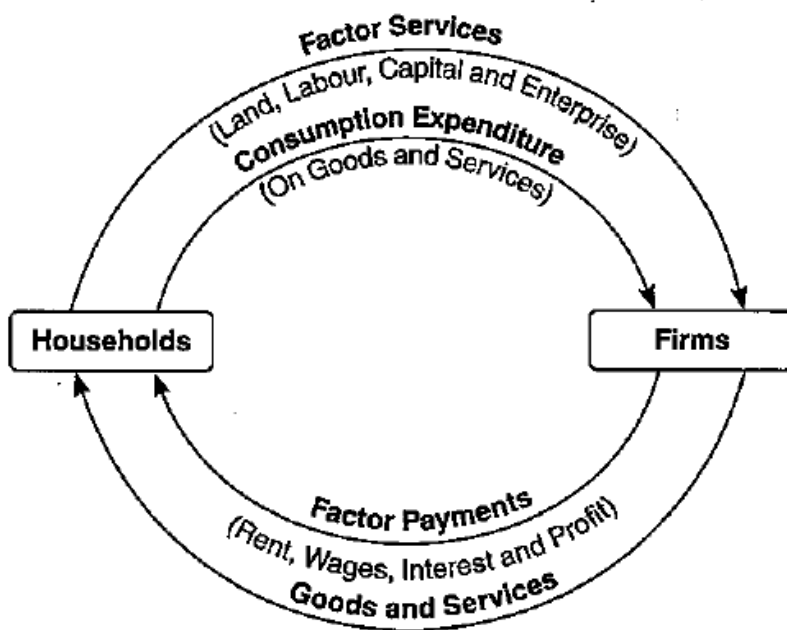 Factor Services
(Land, Labour, Capital and Enterprise)
Consumption Expenditure
(On Goods and Services)
Households
Firms
Factor Payments
(Rent, Wages, Interest and Profit)
Goods and Services